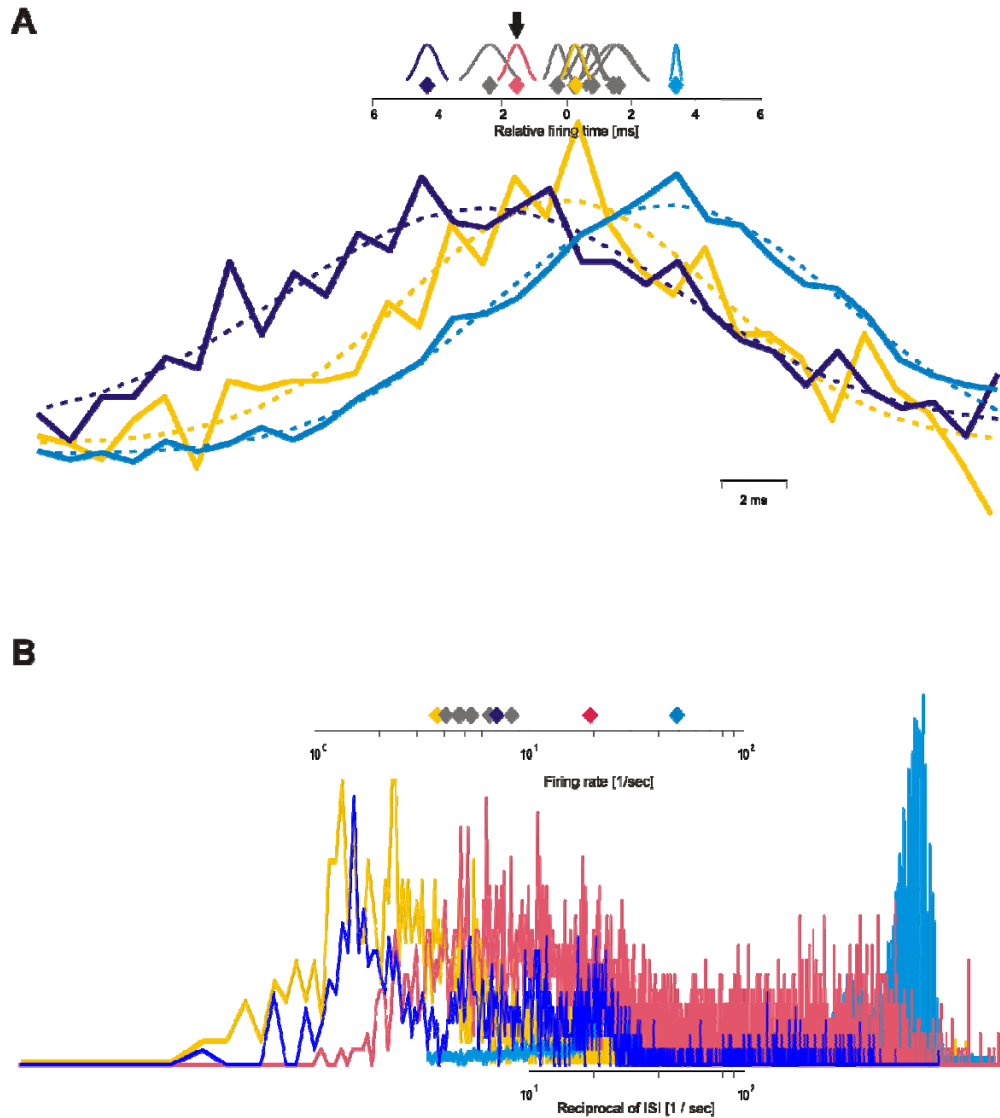 A
6 4 2 0 2 4 6
Relative firing time [ms]
2 ms
B
10⁰ 10¹ 10²
Firing rate [1/sec]
10¹ 10²
Reciprocal of ISI [1 / sec]